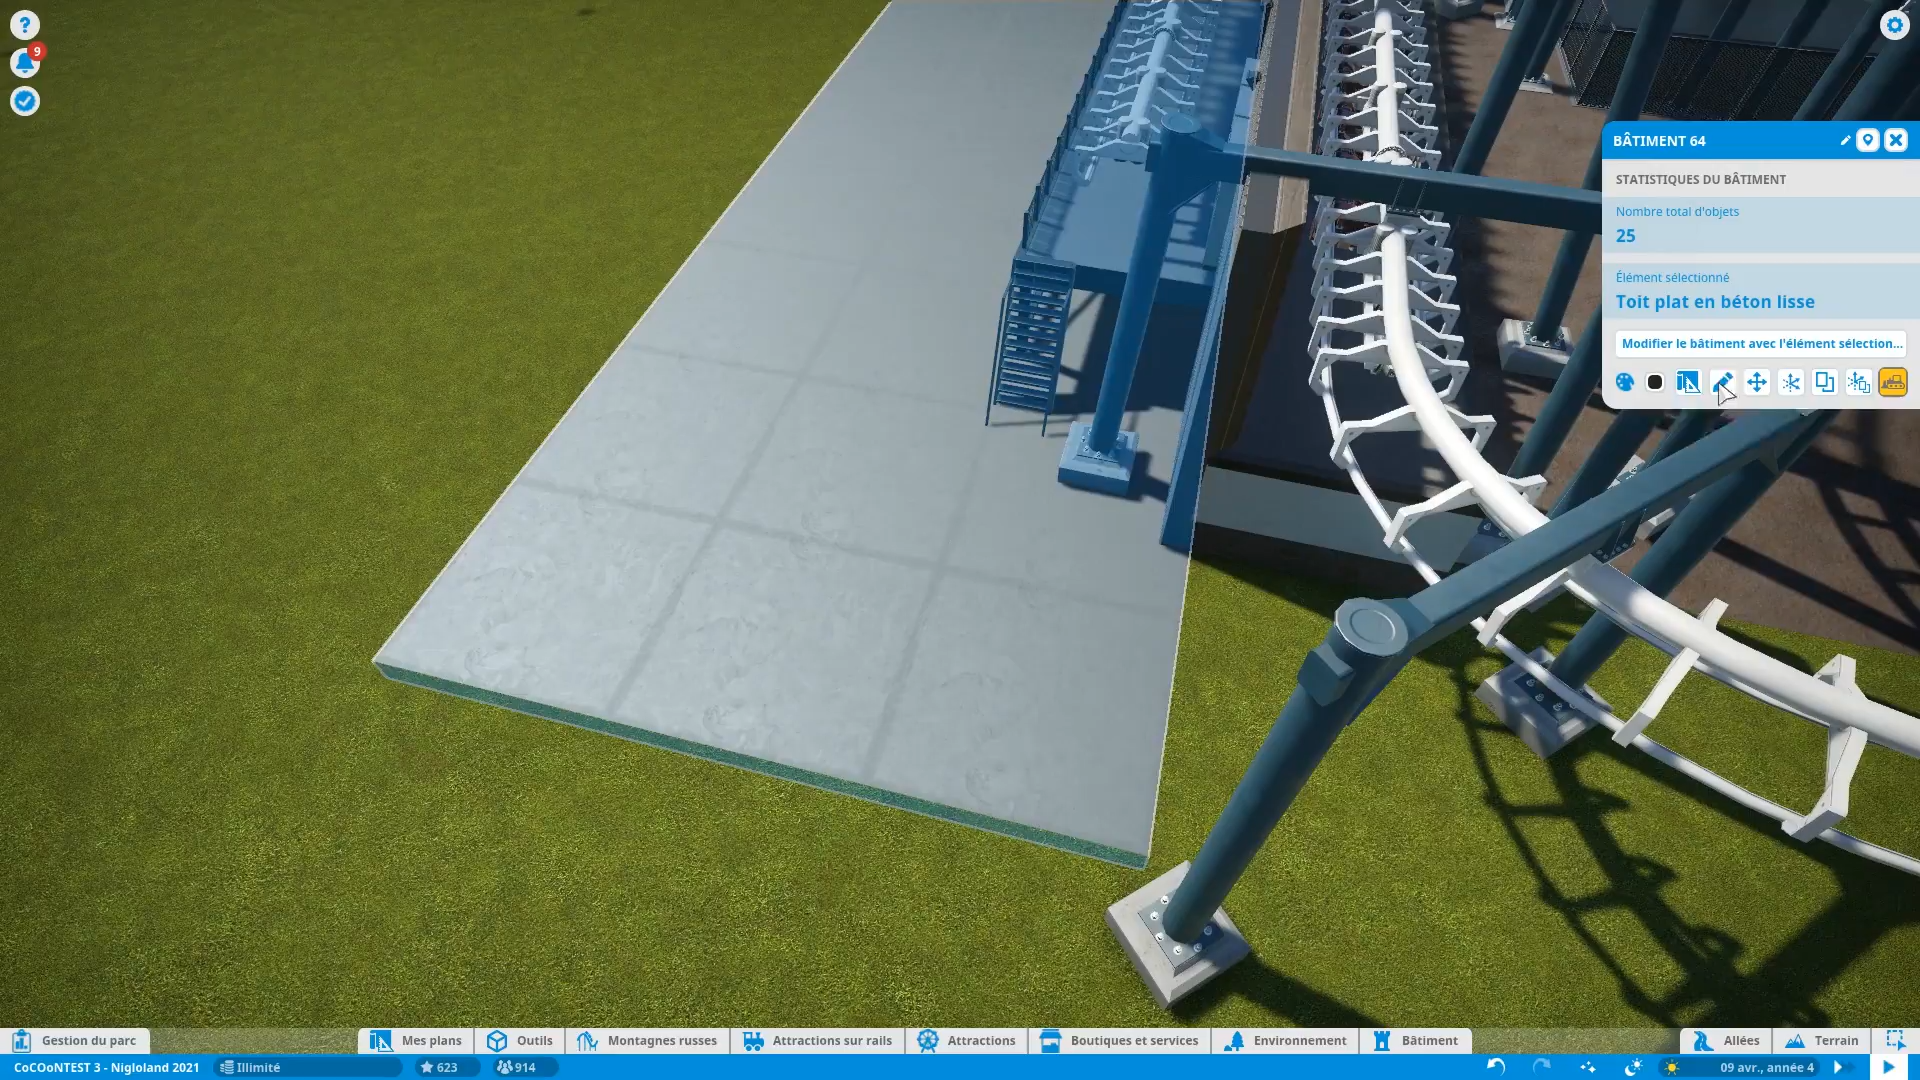 ?
9
BÂTIMENT 64
STATISTIQUES DU BÂTIMENT
Nombre total d'objets
25
Élément sélectionné
Toit plat en béton lisse
Modifier le bâtiment avec l'élément sélection...
Gestion du parc
Mes plans
Outils
Montagnes russes
Attractions sur rails
Attractions
Boutiques et services
Environnement
Bâtiment
Allées
Terrain
CoCOoNTEST 3 - Nigloland 2021
Illimité
623
914
09 avr., année 4